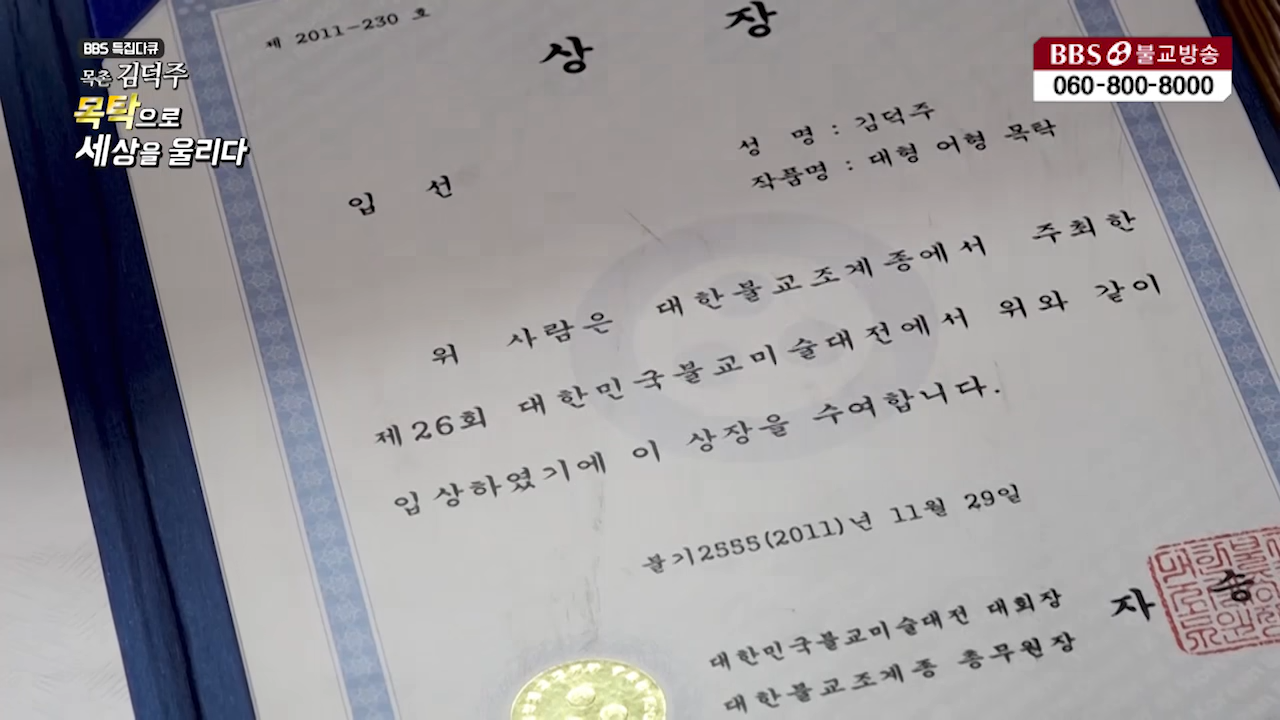 BBS 특집다큐
목촌 김덕주
목탁으로
세상을 울리다
BBS 불교방송
060-800-8000
제 2011-230 호
상 장
입 선
성 명 : 김덕주
작품명 : 대형 어형 목탁
위 사람은 대한불교조계종에서 주최한
제26회 대한민국불교미술대전에서 위와 같이
입상하였기에 이 상장을 수여합니다.
불기2555(2011)년 11월 29일
대한민국불교미술대전 대회장
대한불교조계종 총무원장
자 승